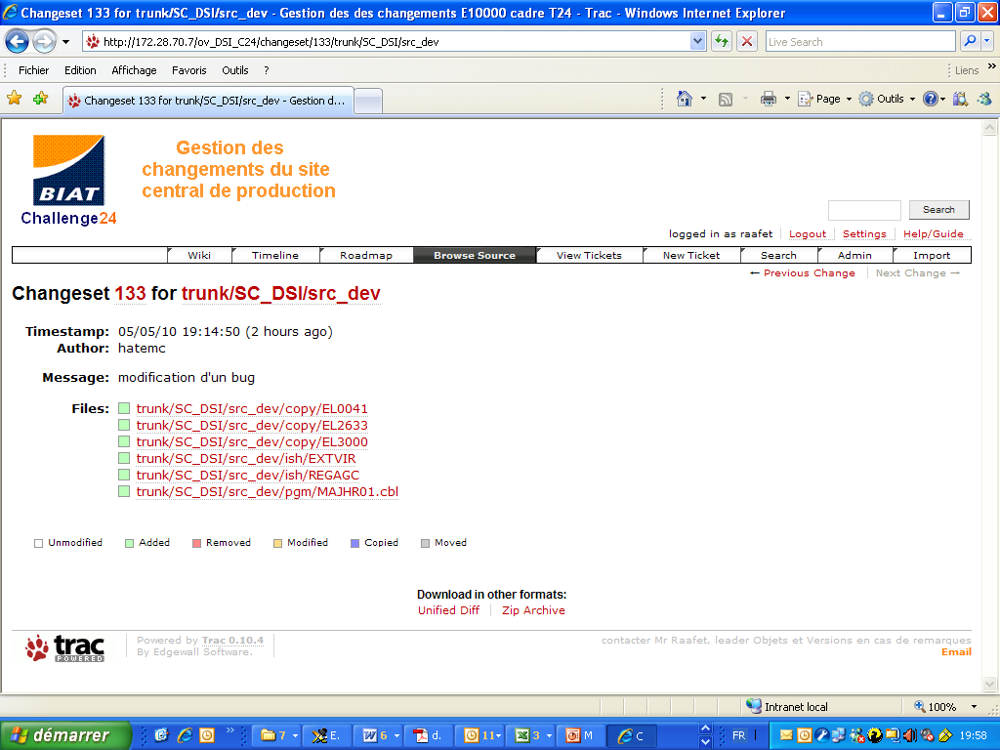 Changeset 133 for trunk/SC_DSI/src_dev - Gestion des des changements E10000 cadre T24 - Trac - Windows Internet Explorer
http://172.28.70.7/ov_DSI_C24/changeset/133/trunk/SC_DSI/src_dev
Live Search
Fichier Edition Affichage Favoris Outils ?
Liens »
Changeset 133 for trunk/SC_DSI/src_dev - Gestion d...
Page Outils
BIAT
Challenge24
Gestion des
changements du site
central de production
Search
logged in as raafet Logout Settings Help/Guide
Wiki Timeline Roadmap Browse Source View Tickets New Ticket Search Admin Import
← Previous Change Next Change →
Changeset 133 for trunk/SC_DSI/src_dev
Timestamp: 05/05/10 19:14:50 (2 hours ago)
Author: hatemc
Message: modification d'un bug
Files: trunk/SC_DSI/src_dev/copy/EL0041
trunk/SC_DSI/src_dev/copy/EL2633
trunk/SC_DSI/src_dev/copy/EL3000
trunk/SC_DSI/src_dev/ish/EXTVIR
trunk/SC_DSI/src_dev/ish/REGAGC
trunk/SC_DSI/src_dev/pgm/MAJHR01.cbl
Unmodified Added Removed Modified Copied Moved
Download in other formats:
Unified Diff Zip Archive
trac
POWERED
Powered by Trac 0.10.4
By Edgewall Software.
contacter Mr Raafet, leader Objets et Versions en cas de remarques
Email
Intranet local 100%
démarrer » 7 E. 6 d. 11 3 M C FR 19:58